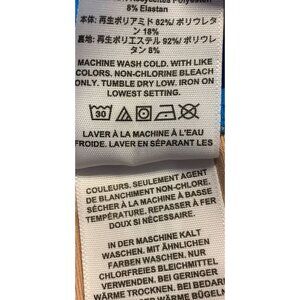 8% Elastan
本体: 再生ポリアミド 82%/ ポリウレタ
ン 18%
裏地: 再生ポリエステル 92%/ ポリウレ
タン 8%
MACHINE WASH COLD. WITH LIKE
COLORS. NON-CHLORINE BLEACH
ONLY. TUMBLE DRY LOW. IRON ON
LOWEST SETTING.
30
LAVER À LA MACHINE À L'EAU
FROIDE. LAVER EN SÉPARANT LES
COULEURS. SEULEMENT AGENT
DE BLANCHIMENT NON-CHLORE.
SÉCHER À LA MACHINE À BASSE
TEMPÉRATURE. REPASSER À FER
DOUX SI NÉCESSAIRE.
IN DER MASCHINE KALT
WASCHEN. MIT ÄHNLICHEN
FARBEN WASCHEN. NUR
CHLORFREIES BLEICHMITTEL
VERWENDEN. BEI GERINGER
WÄRME TROCKNEN. BEI BEDARF